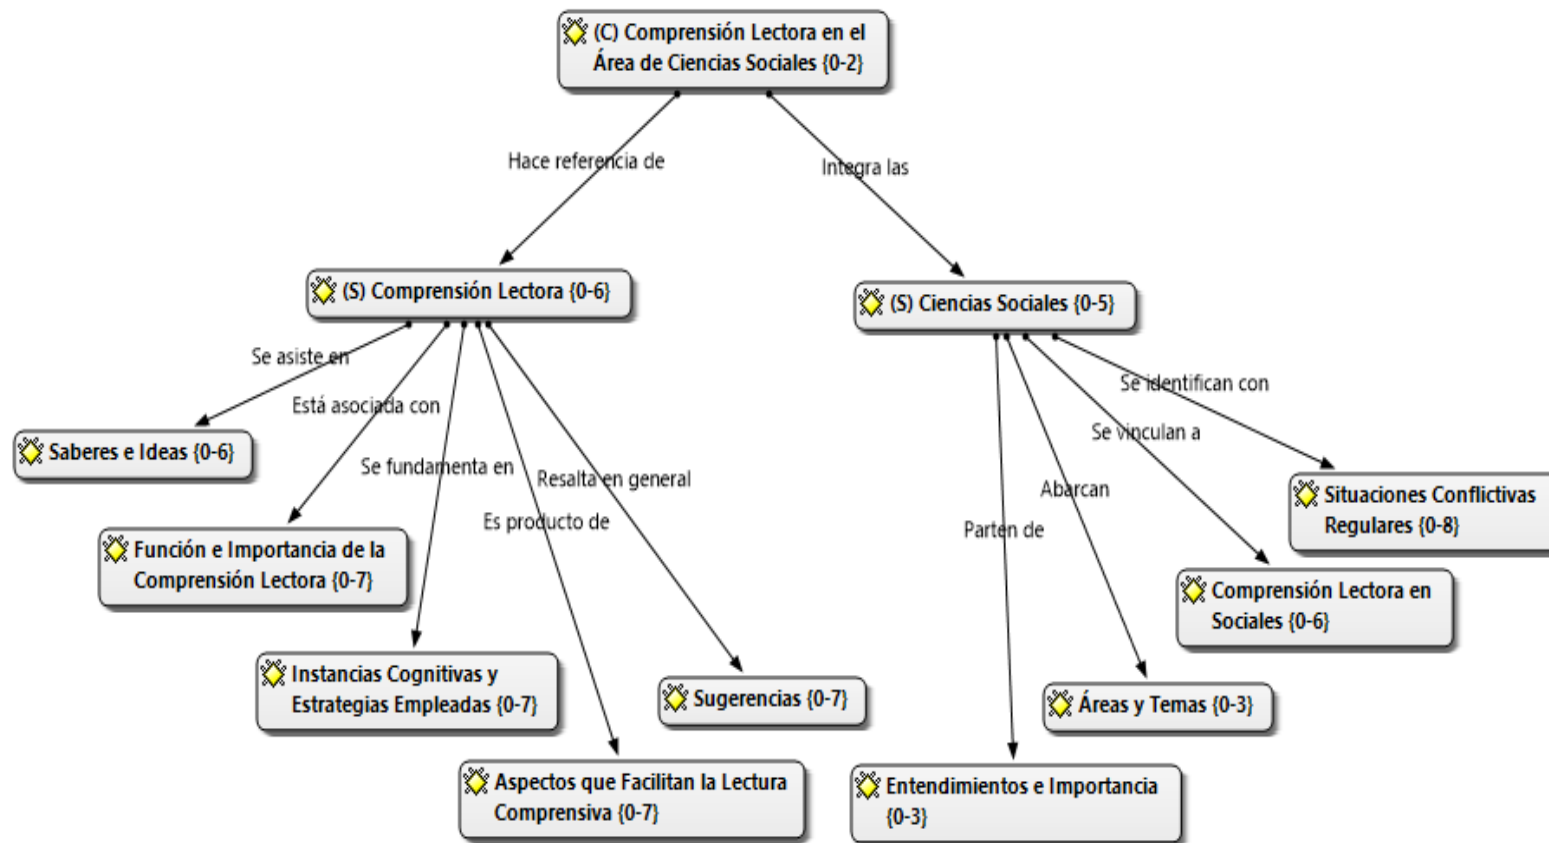 (C) Comprensión Lectora en el
Área de Ciencias Sociales {0-2}
Hace referencia de
Integra las
(S) Comprensión Lectora {0-6}
(S) Ciencias Sociales {0-5}
Se asiste en
Está asociada con
Se fundamenta en
Resalta en general
Es producto de
Se identifican con
Se vinculan a
Abarcan
Parten de
Saberes e Ideas {0-6}
Función e Importancia de la
Comprensión Lectora {0-7}
Instancias Cognitivas y
Estrategias Empleadas {0-7}
Aspectos que Facilitan la Lectura
Comprensiva {0-7}
Sugerencias {0-7}
Entendimientos e Importancia
{0-3}
Áreas y Temas {0-3}
Comprensión Lectora en
Sociales {0-6}
Situaciones Conflictivas
Regulares {0-8}